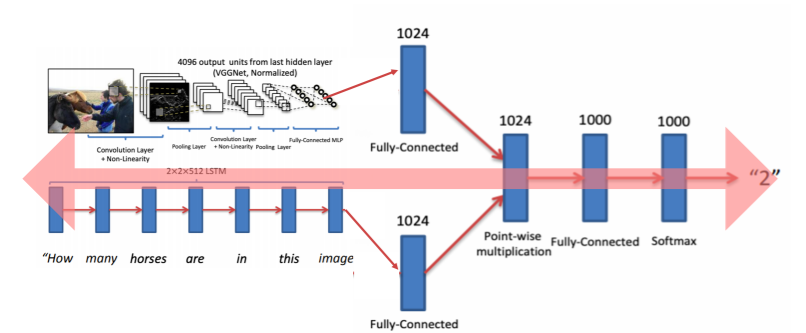 4096 output units from last hidden layer
(VGGNet, Normalized)
Convolution Layer
+ Non-Linearity
Pooling Layer
Convolution Layer
+ Non-Linearity
Pooling Layer
Fully-Connected MLP
1024
Fully-Connected
2×2×512 LSTM
"How many horses are in this image
1024
Fully-Connected
1024
Point-wise
multiplication
1000
Fully-Connected
1000
Softmax
"2"